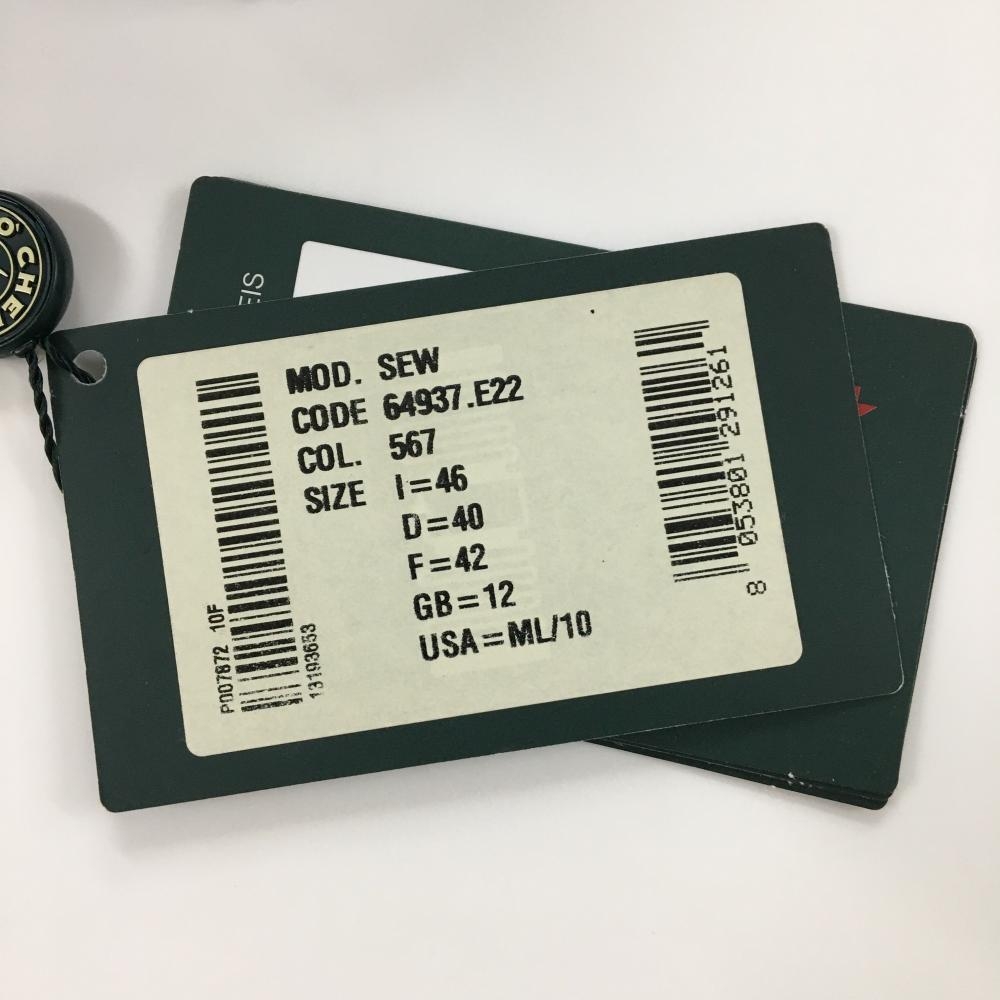 MOD. SEW
CODE 64937.E22
COL. 567
SIZE I=46
D=40
F=42
GB=12
USA=ML/10
P007872 10F
13193653
8 053801 291261